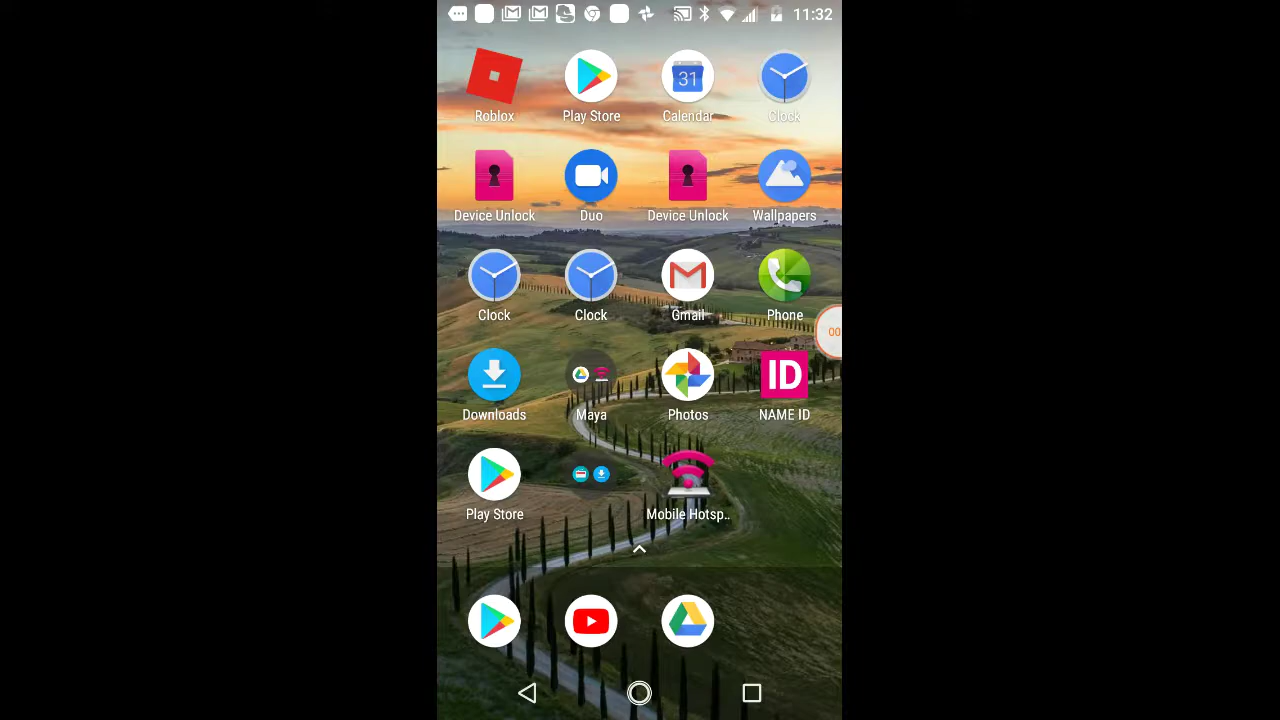 11:32
Roblox Play Store Calendar Clock
31
Device Unlock Duo Device Unlock Wallpapers
Clock Clock Gmail Phone
00
ID
Downloads Maya Photos NAME ID
Play Store Mobile Hotsp..